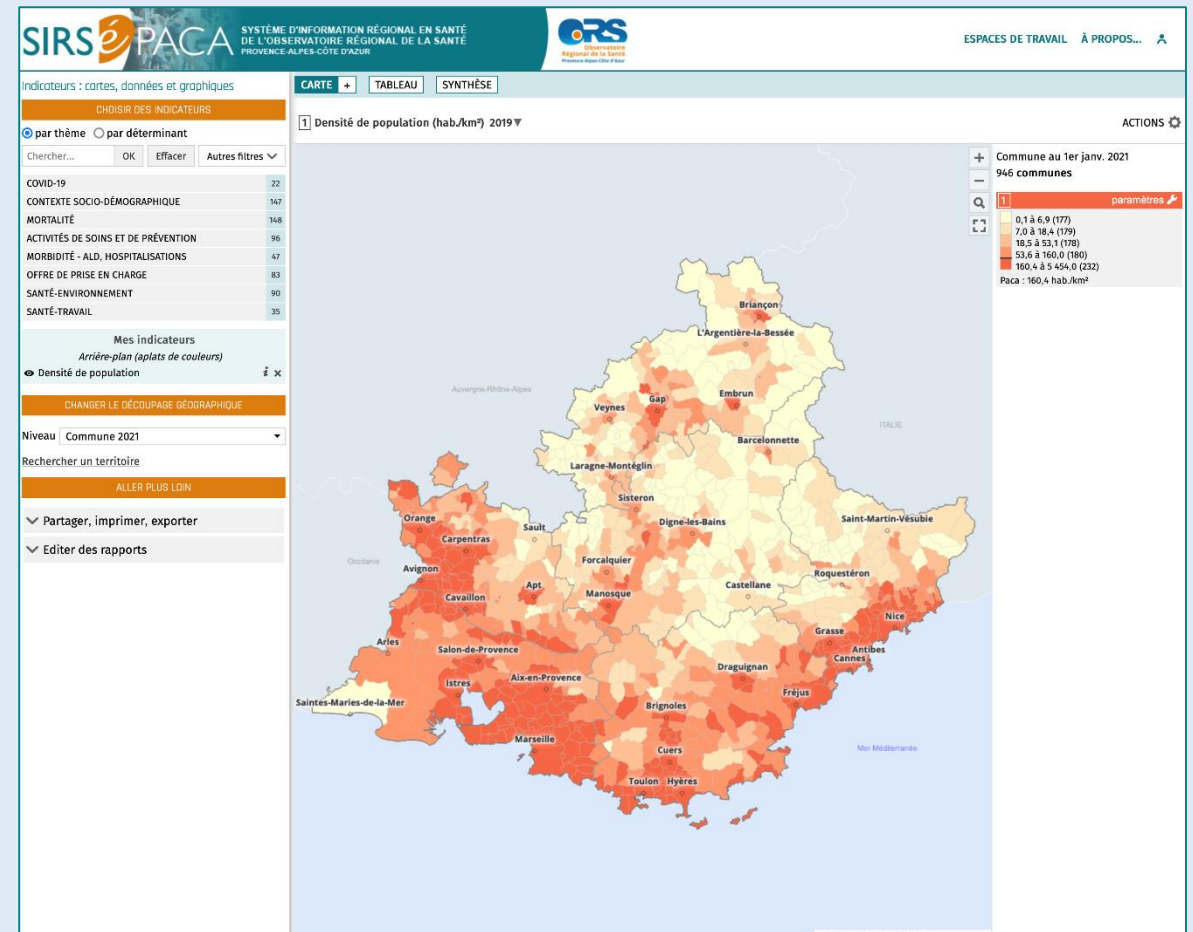 SIRSéPACA
SYSTÈME D'INFORMATION RÉGIONAL EN SANTÉ
DE L'OBSERVATOIRE RÉGIONAL DE LA SANTÉ
PROVENCE-ALPES-CÔTE D'AZUR
ORS
Observatoire
Régional de la Santé
Provence-Alpes-Côte d'Azur
ESPACES DE TRAVAIL À PROPOS...
Indicateurs : cartes, données et graphiques
CHOISIR DES INDICATEURS
par thème par déterminant
Chercher... OK Effacer Autres filtres
COVID-19 22
CONTEXTE SOCIO-DÉMOGRAPHIQUE 147
MORTALITÉ 148
ACTIVITÉS DE SOINS ET DE PRÉVENTION 96
MORBIDITÉ - ALD, HOSPITALISATIONS 47
OFFRE DE PRISE EN CHARGE 83
SANTÉ-ENVIRONNEMENT 90
SANTÉ-TRAVAIL 35
Mes indicateurs
Arrière-plan (aplats de couleurs)
Densité de population i x
CHANGER LE DÉCOUPAGE GÉOGRAPHIQUE
Niveau Commune 2021
Rechercher un territoire
ALLER PLUS LOIN
Partager, imprimer, exporter
Editer des rapports
CARTE + TABLEAU SYNTHÈSE
1 Densité de population (hab./km²) 2019▼
ACTIONS
+
−
Briançon
L'Argentière-la-Bessée
Auvergne-Rhône-Alpes
Embrun
Gap
Veynes
ITALIE
Barcelonnette
Laragne-Montéglin
Sisteron
Orange
Sault
Digne-les-Bains
Saint-Martin-Vésubie
Carpentras
Occitanie
Avignon
Forcalquier
Roquestéron
Apt
Castellane
Cavaillon
Manosque
Nice
Grasse
Arles
Salon-de-Provence
Antibes
Cannes
Draguignan
Istres
Aix-en-Provence
Fréjus
Saintes-Maries-de-la-Mer
Brignoles
Marseille
Cuers
Mer Méditerranée
Toulon Hyères
Commune au 1er janv. 2021
946 communes
1 paramètres
0,1 à 6,9 (177)
7,0 à 18,4 (179)
18,5 à 53,1 (178)
53,6 à 160,0 (180)
160,4 à 5 454,0 (232)
Paca : 160,4 hab./km²